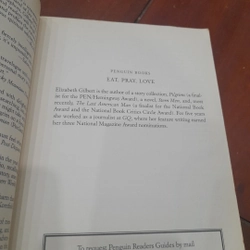 PENGUIN BOOKS
EAT, PRAY, LOVE
Elizabeth Gilbert is the author of a story collection, Pilgrims (a final-
ist for the PEN/Hemingway Award); a novel, Stern Men; and, most
recently, The Last American Man (a finalist for the National Book
Award and the National Book Critics Circle Award). For five years
she worked as a journalist at GQ, where her feature writing earned
her three National Magazine Award nominations.
To request Penguin Readers Guides by mail